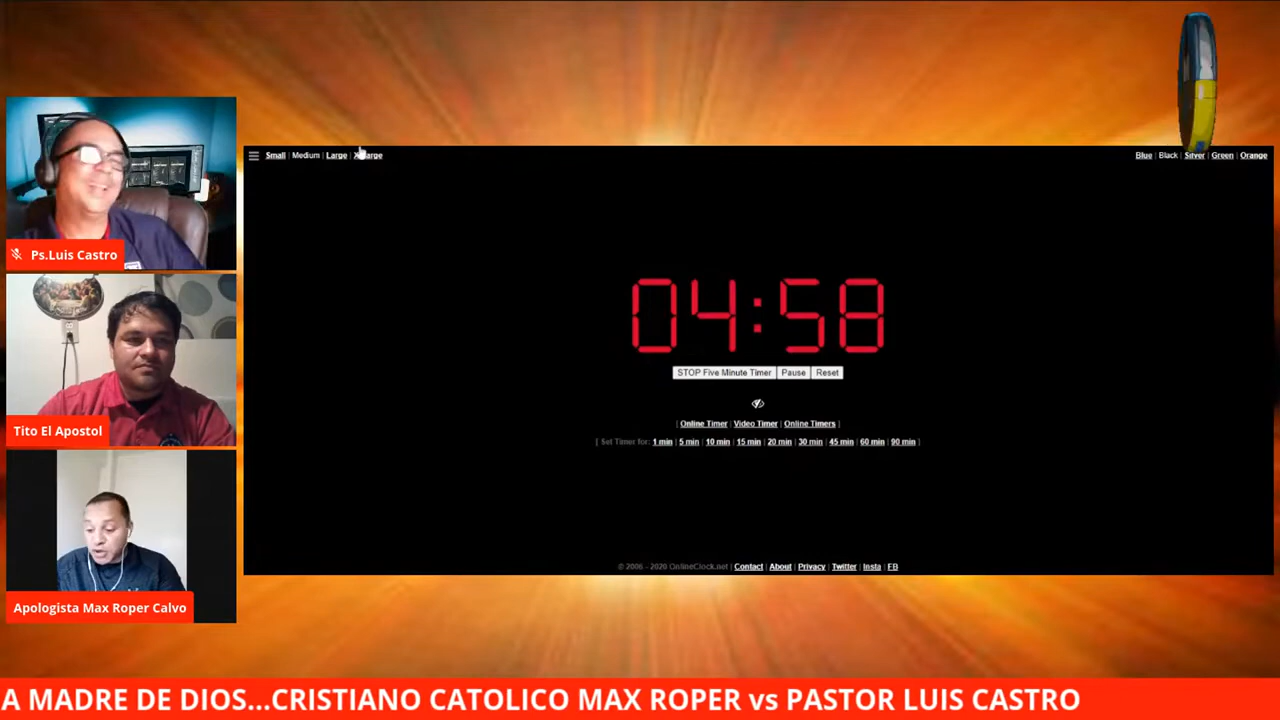 Small | Medium | Large | X-large
Blue | Black | Silver | Green | Orange
Ps.Luis Castro
04:58
STOP Five Minute Timer Pause Reset
| Online Timer | Video Timer | Online Timers |
[ Set Timer for: 1 min | 5 min | 10 min | 15 min | 20 min | 30 min | 45 min | 60 min | 90 min ]
Tito El Apostol
© 2006 - 2020 OnlineClock.net | Contact | About | Privacy | Twitter | Insta | FB
Apologista Max Roper Calvo
A MADRE DE DIOS...CRISTIANO CATOLICO MAX ROPER vs PASTOR LUIS CASTRO